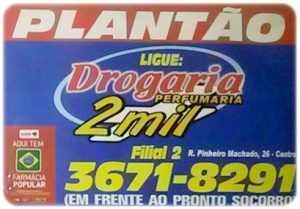 PLANTÃO
LIGUE:
Drogaria
PERFUMARIA
2mil
Filial 2
R. Pinheiro Machado, 26 - Centro
3671-8291
(EM FRENTE AO PRONTO SOCORRO
AQUI TEM
FARMÁCIA
POPULAR